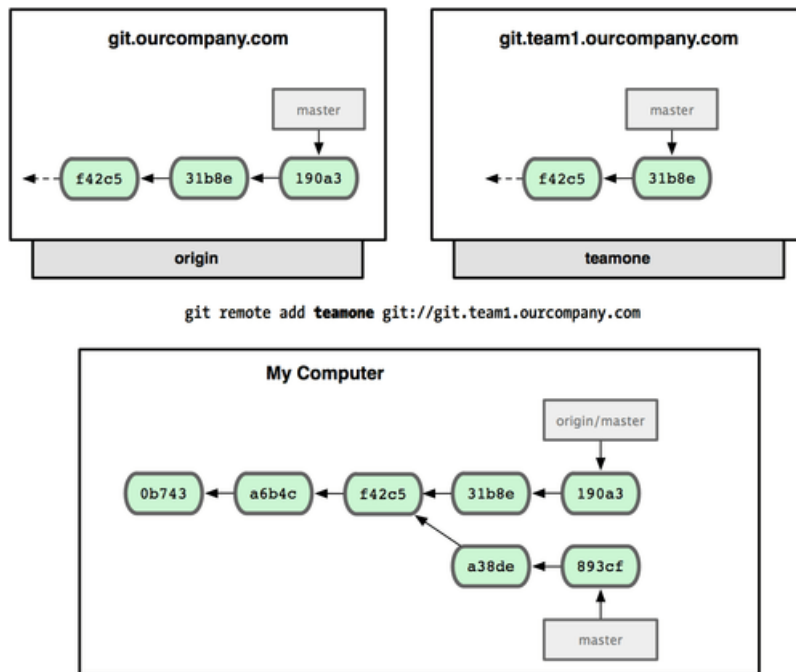 git.ourcompany.com
master
f42c5 31b8e 190a3
origin
git.team1.ourcompany.com
master
f42c5 31b8e
teamone
git remote add teamone git://git.team1.ourcompany.com
My Computer
origin/master
0b743 a6b4c f42c5 31b8e 190a3
a38de 893cf
master